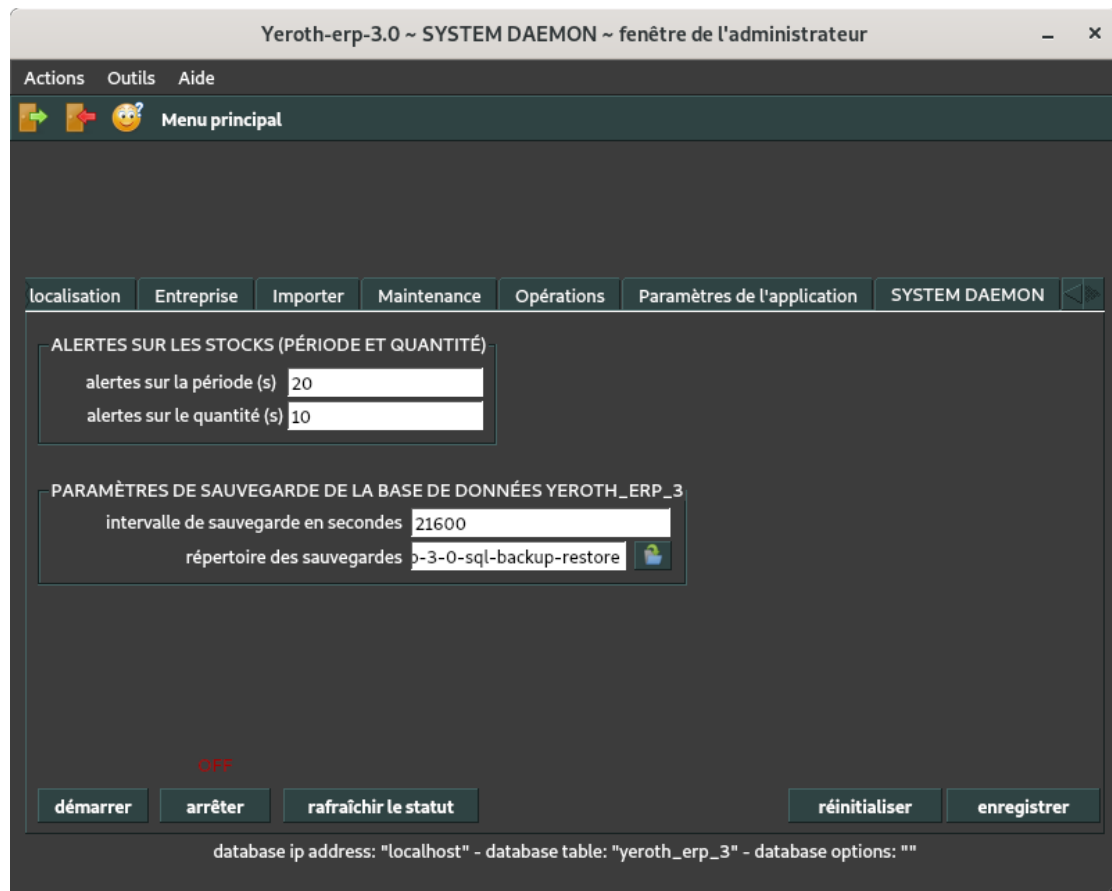 Yeroth-erp-3.0 ~ SYSTEM DAEMON ~ fenêtre de l'administrateur
Actions Outils Aide
Menu principal
localisation Entreprise Importer Maintenance Opérations Paramètres de l'application SYSTEM DAEMON
ALERTES SUR LES STOCKS (PÉRIODE ET QUANTITÉ)
alertes sur la période (s) 20
alertes sur le quantité (s) 10
PARAMÈTRES DE SAUVEGARDE DE LA BASE DE DONNÉES YEROTH_ERP_3
intervalle de sauvegarde en secondes 21600
répertoire des sauvegardes -3-0-sql-backup-restore
OFF
démarrer arrêter rafraîchir le statut réinitialiser enregistrer
database ip address: "localhost" - database table: "yeroth_erp_3" - database options: ""